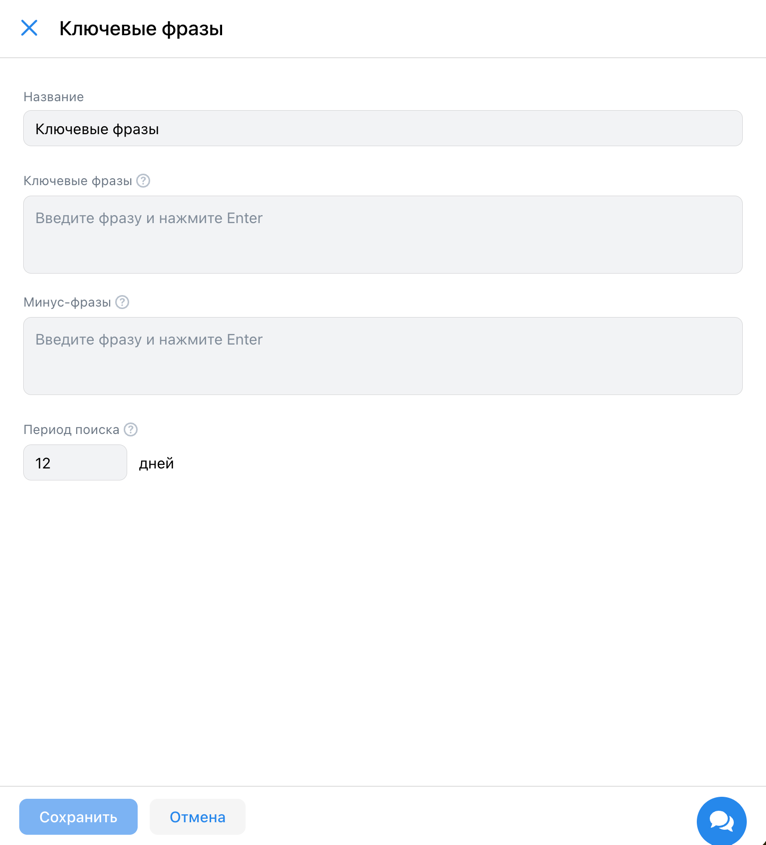 Ключевые фразы
Название
Ключевые фразы
Ключевые фразы ?
Введите фразу и нажмите Enter
Минус-фразы ?
Введите фразу и нажмите Enter
Период поиска ?
12 дней
Сохранить Отмена